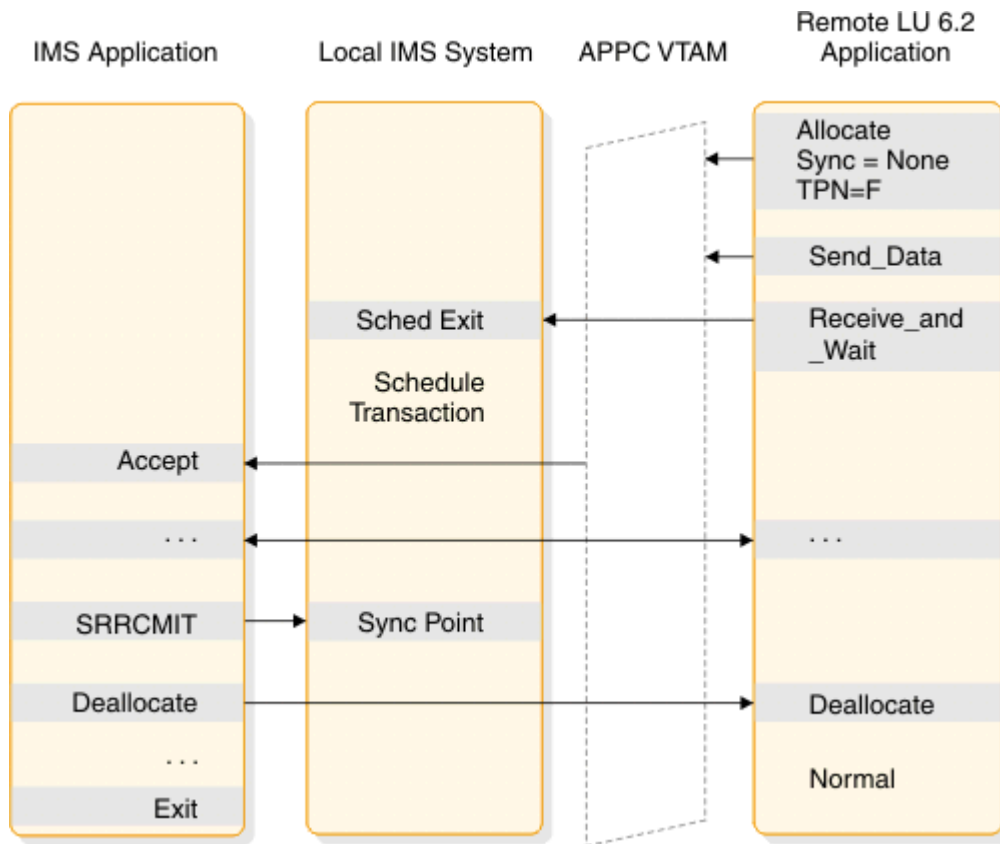 IMS Application
Local IMS System
APPC VTAM
Remote LU 6.2
Application
Allocate
Sync = None
TPN=F
Send_Data
Sched Exit
Receive_and
_Wait
Schedule
Transaction
Accept
. . .
. . .
SRRCMIT
Sync Point
Deallocate
Deallocate
. . .
Normal
Exit